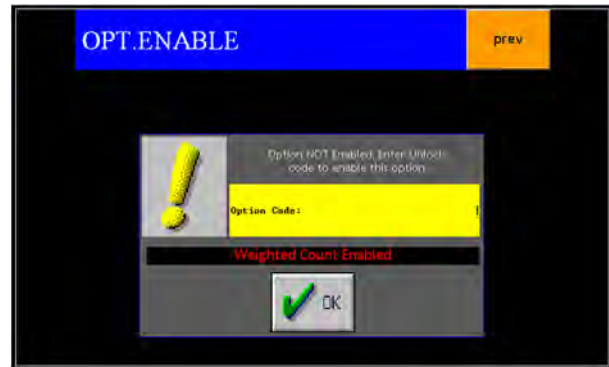 OPT.ENABLE
prev
Option NOT Enabled, Enter Unlock
code to enable this option
Option Code:
Weighted Count Enabled
OK